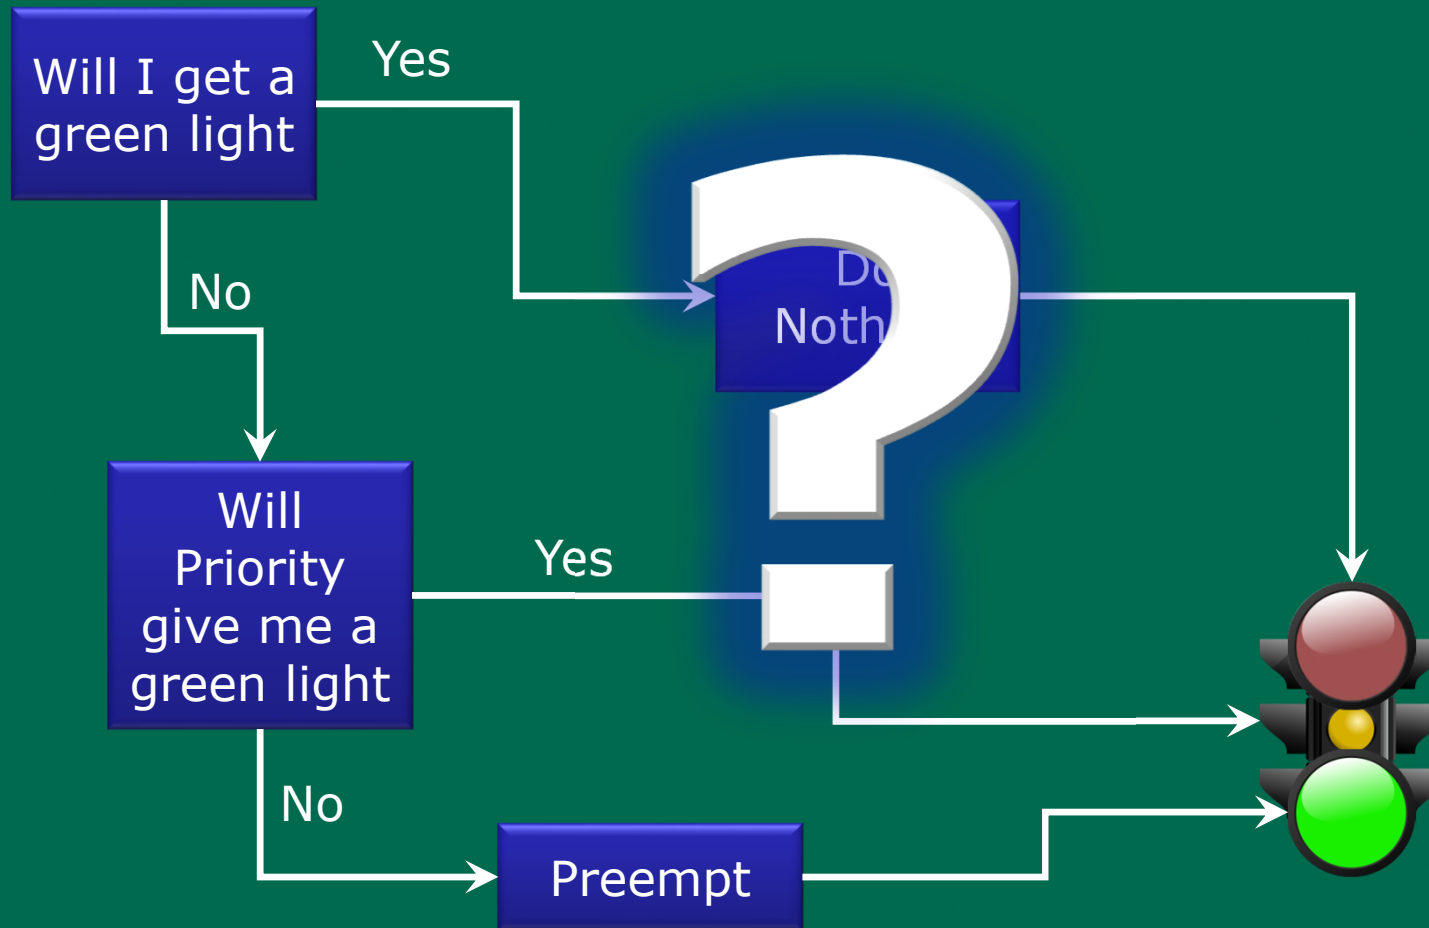 Will I get a
green light
Yes
No
Will
Priority
give me a
green light
Yes
No
Preempt